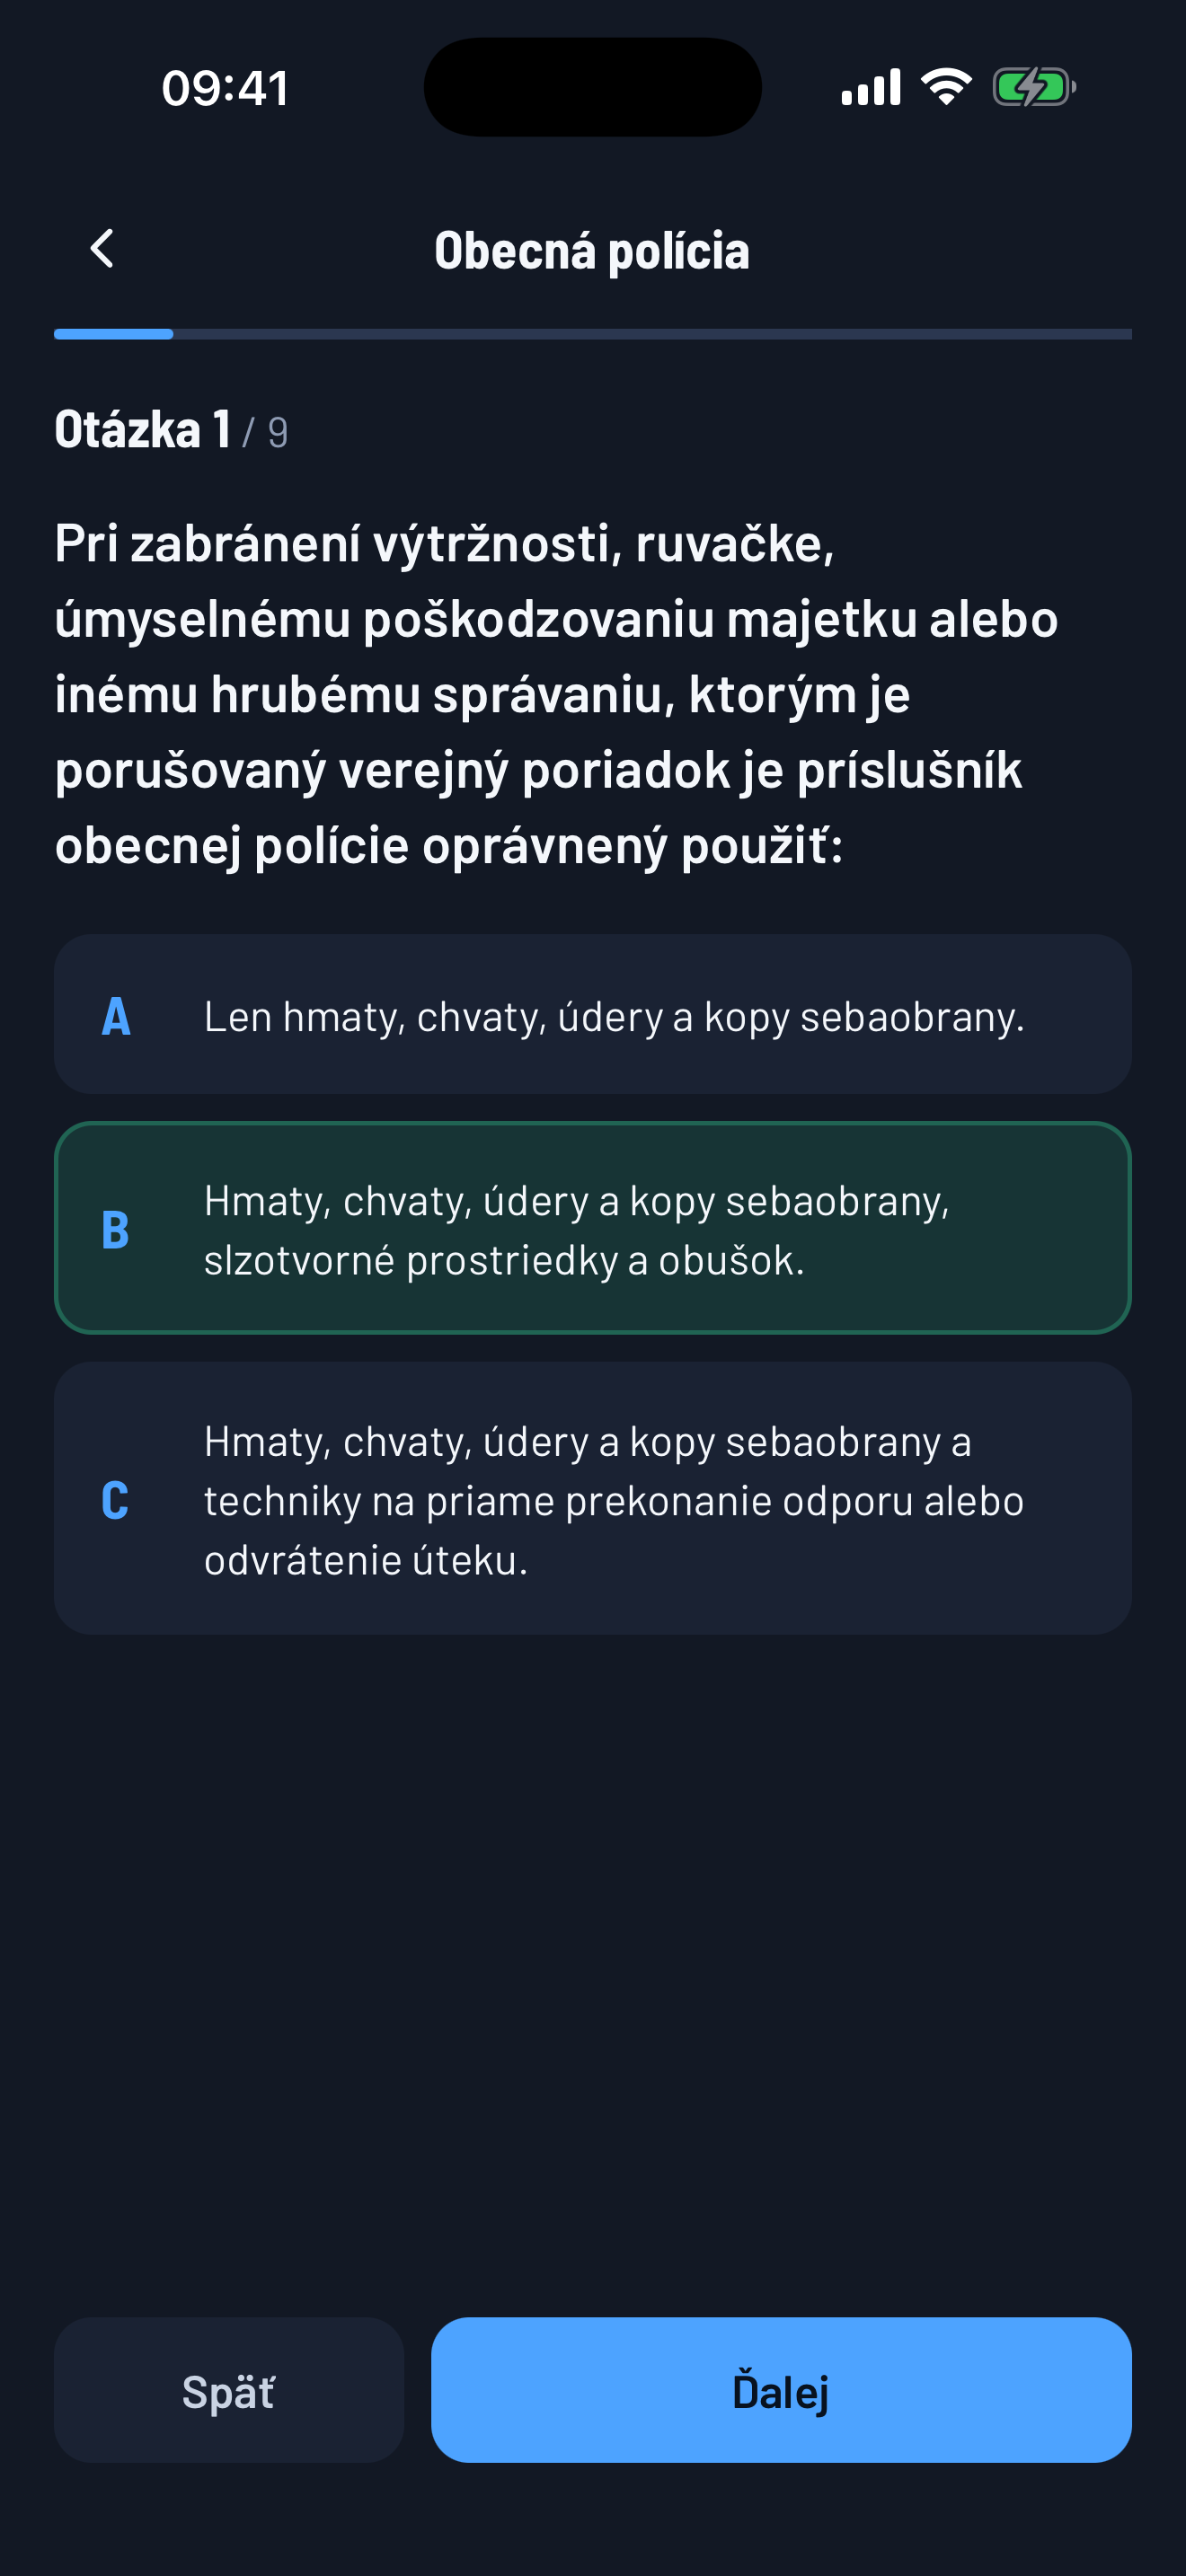 09:41
Obecná polícia
Otázka 1 / 9
Pri zabránení výtržnosti, ruvačke,
úmyselnému poškodzovaniu majetku alebo
inému hrubému správaniu, ktorým je
porušovaný verejný poriadok je príslušník
obecnej polície oprávnený použiť:
A
Len hmaty, chvaty, údery a kopy sebaobrany.
B
Hmaty, chvaty, údery a kopy sebaobrany,
slzotvorné prostriedky a obušok.
C
Hmaty, chvaty, údery a kopy sebaobrany a
techniky na priame prekonanie odporu alebo
odvrátenie úteku.
Späť
Ďalej